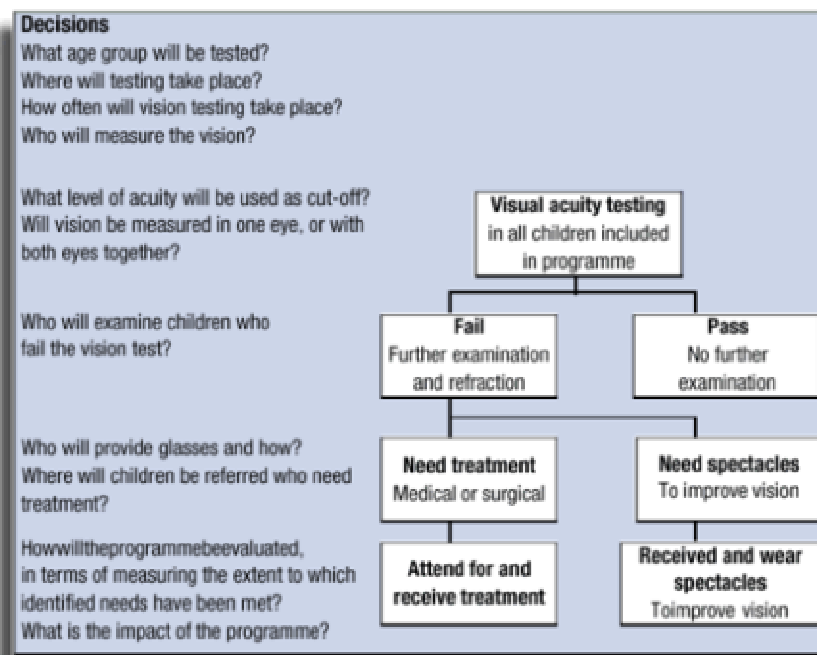 Decisions
What age group will be tested?
Where will testing take place?
How often will vision testing take place?
Who will measure the vision?
What level of acuity will be used as cut-off?
Will vision be measured in one eye, or with
both eyes together?
Visual acuity testing
in all children included
in programme
Who will examine children who
fail the vision test?
Fail
Further examination
and refraction
Pass
No further
examination
Who will provide glasses and how?
Where will children be referred who need
treatment?
Need treatment
Medical or surgical
Need spectacles
To improve vision
Howwilltheprogrammebeevaluated,
in terms of measuring the extent to which
identified needs have been met?
What is the impact of the programme?
Attend for and
receive treatment
Received and wear
spectacles
Toimprove vision